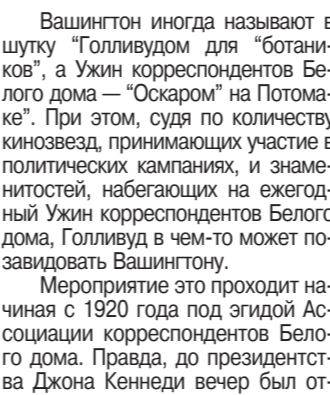 Вашингтон иногда называют в
шутку “Голливудом для “ботани-
ков”, а Ужин корреспондентов Бе-
лого дома — “Оскаром” на Потома-
ке”. При этом, судя по количеству
кинозвезд, принимающих участие в
политических кампаниях, и знаме-
нитостей, набегающих на ежегод-
ный Ужин корреспондентов Белого
дома, Голливуд в чем-то может по-
завидовать Вашингтону.
Мероприятие это проходит на-
чиная с 1920 года под эгидой Ас-
социации корреспондентов Бело-
го дома. Правда, до президентст-
ва Джона Кеннеди вечер был от-